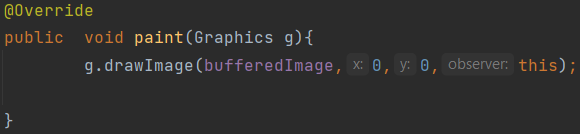 @Override
public  void paint(Graphics g){
        g.drawImage(bufferedImage, x: 0, y: 0, observer: this);
}